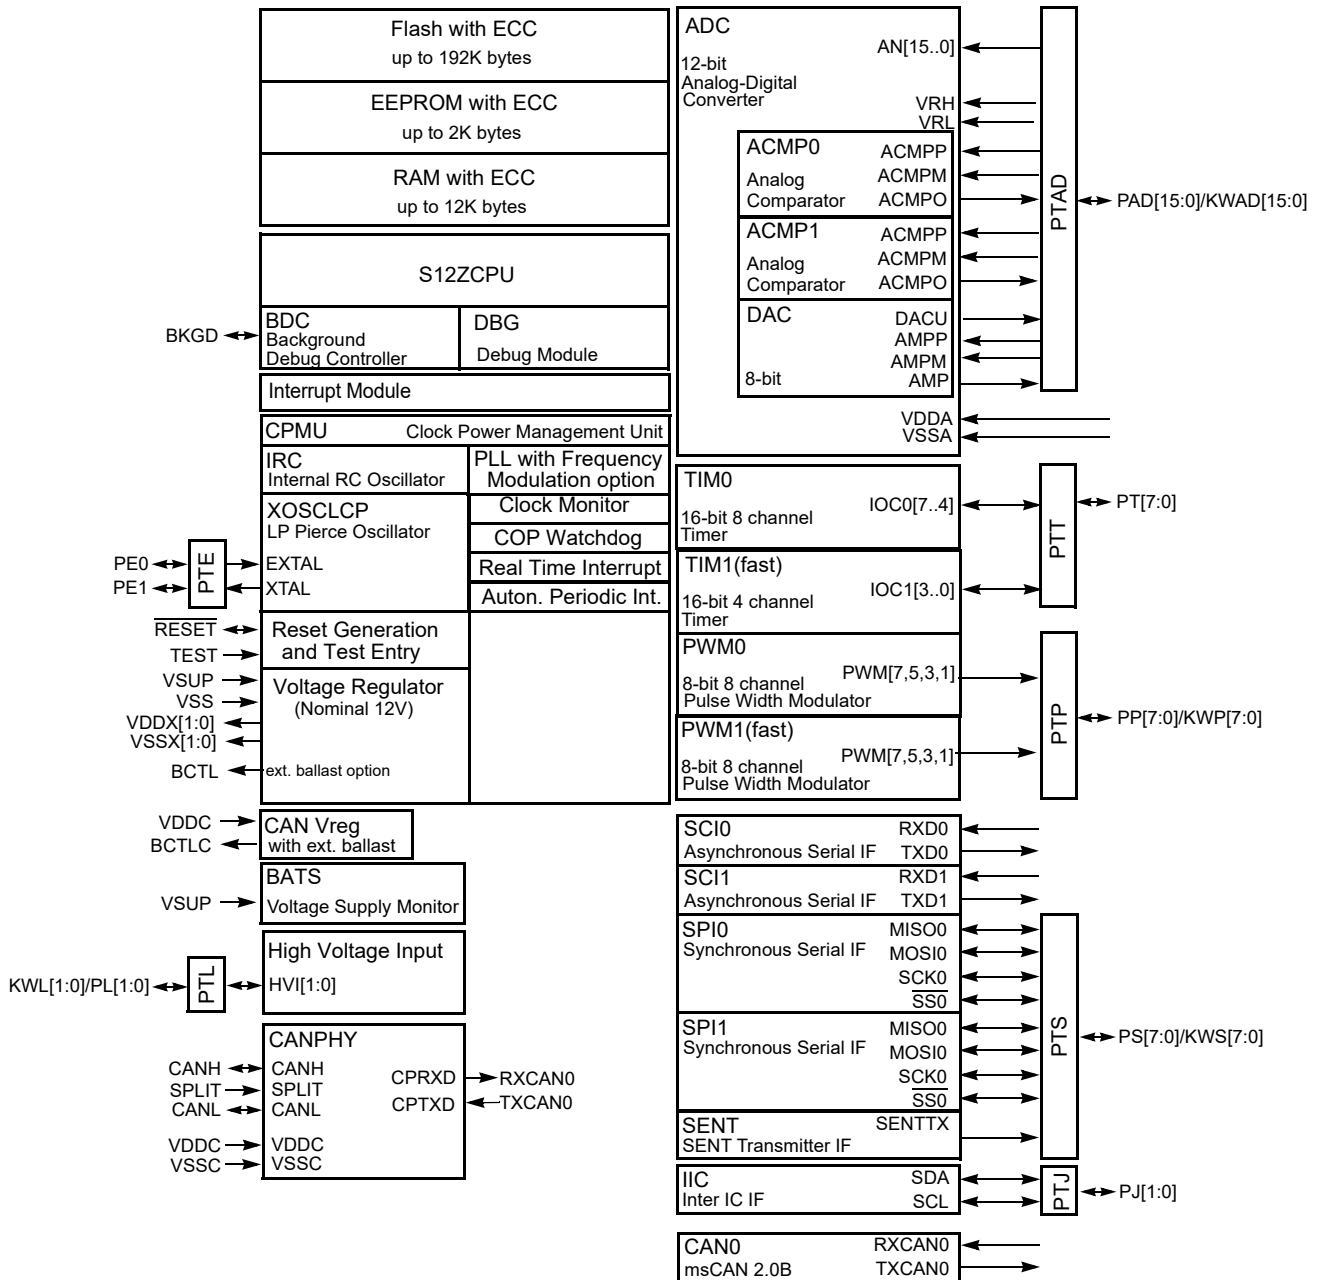 Flash with ECC
up to 192K bytes
EEPROM with ECC
up to 2K bytes
RAM with ECC
up to 12K bytes
S12ZCPU
BKGD
BDC
Background
Debug Controller
DBG
Debug Module
Interrupt Module
CPMU
Clock Power Management Unit
IRC
Internal RC Oscillator
PLL with Frequency
Modulation option
XOSCLCP
LP Pierce Oscillator
Clock Monitor
COP Watchdog
Real Time Interrupt
Auton. Periodic Int.
PE0
PE1
PTE
EXTAL
XTAL
RESET
TEST
Reset Generation
and Test Entry
VSUP
VSS
VDDX[1:0]
VSSX[1:0]
BCTL
Voltage Regulator
(Nominal 12V)
ext. ballast option
VDDC
BCTLC
CAN Vreg
with ext. ballast
VSUP
BATS
Voltage Supply Monitor
KWL[1:0]/PL[1:0]
PTL
High Voltage Input
HVI[1:0]
CANPHY
CANH
SPLIT
CANL
VDDC
VSSC
CANH
SPLIT
CANL
VDDC
VSSC
CPRXD
CPTXD
RXCAN0
TXCAN0
ADC
12-bit
Analog-Digital
Converter
AN[15..0]
VRH
VRL
ACMP0
Analog
Comparator
ACMPP
ACMPM
ACMPO
ACMP1
Analog
Comparator
ACMPP
ACMPM
ACMPO
DAC
8-bit
DACU
AMPP
AMPM
AMP
VDDA
VSSA
PTAD
PAD[15:0]/KWAD[15:0]
TIM0
16-bit 8 channel
Timer
IOC0[7..4]
TIM1(fast)
16-bit 4 channel
Timer
IOC1[3..0]
PTT
PT[7:0]
PWM0
8-bit 8 channel
Pulse Width Modulator
PWM[7,5,3,1]
PWM1(fast)
8-bit 8 channel
Pulse Width Modulator
PWM[7,5,3,1]
PTP
PP[7:0]/KWP[7:0]
SCI0
Asynchronous Serial IF
RXD0
TXD0
SCI1
Asynchronous Serial IF
RXD1
TXD1
SPI0
Synchronous Serial IF
MISO0
MOSI0
SCK0
SS0
SPI1
Synchronous Serial IF
MISO0
MOSI0
SCK0
SS0
SENT
SENT Transmitter IF
SENTTX
PTS
PS[7:0]/KWS[7:0]
IIC
Inter IC IF
SDA
SCL
PTJ
PJ[1:0]
CAN0
msCAN 2.0B
RXCAN0
TXCAN0